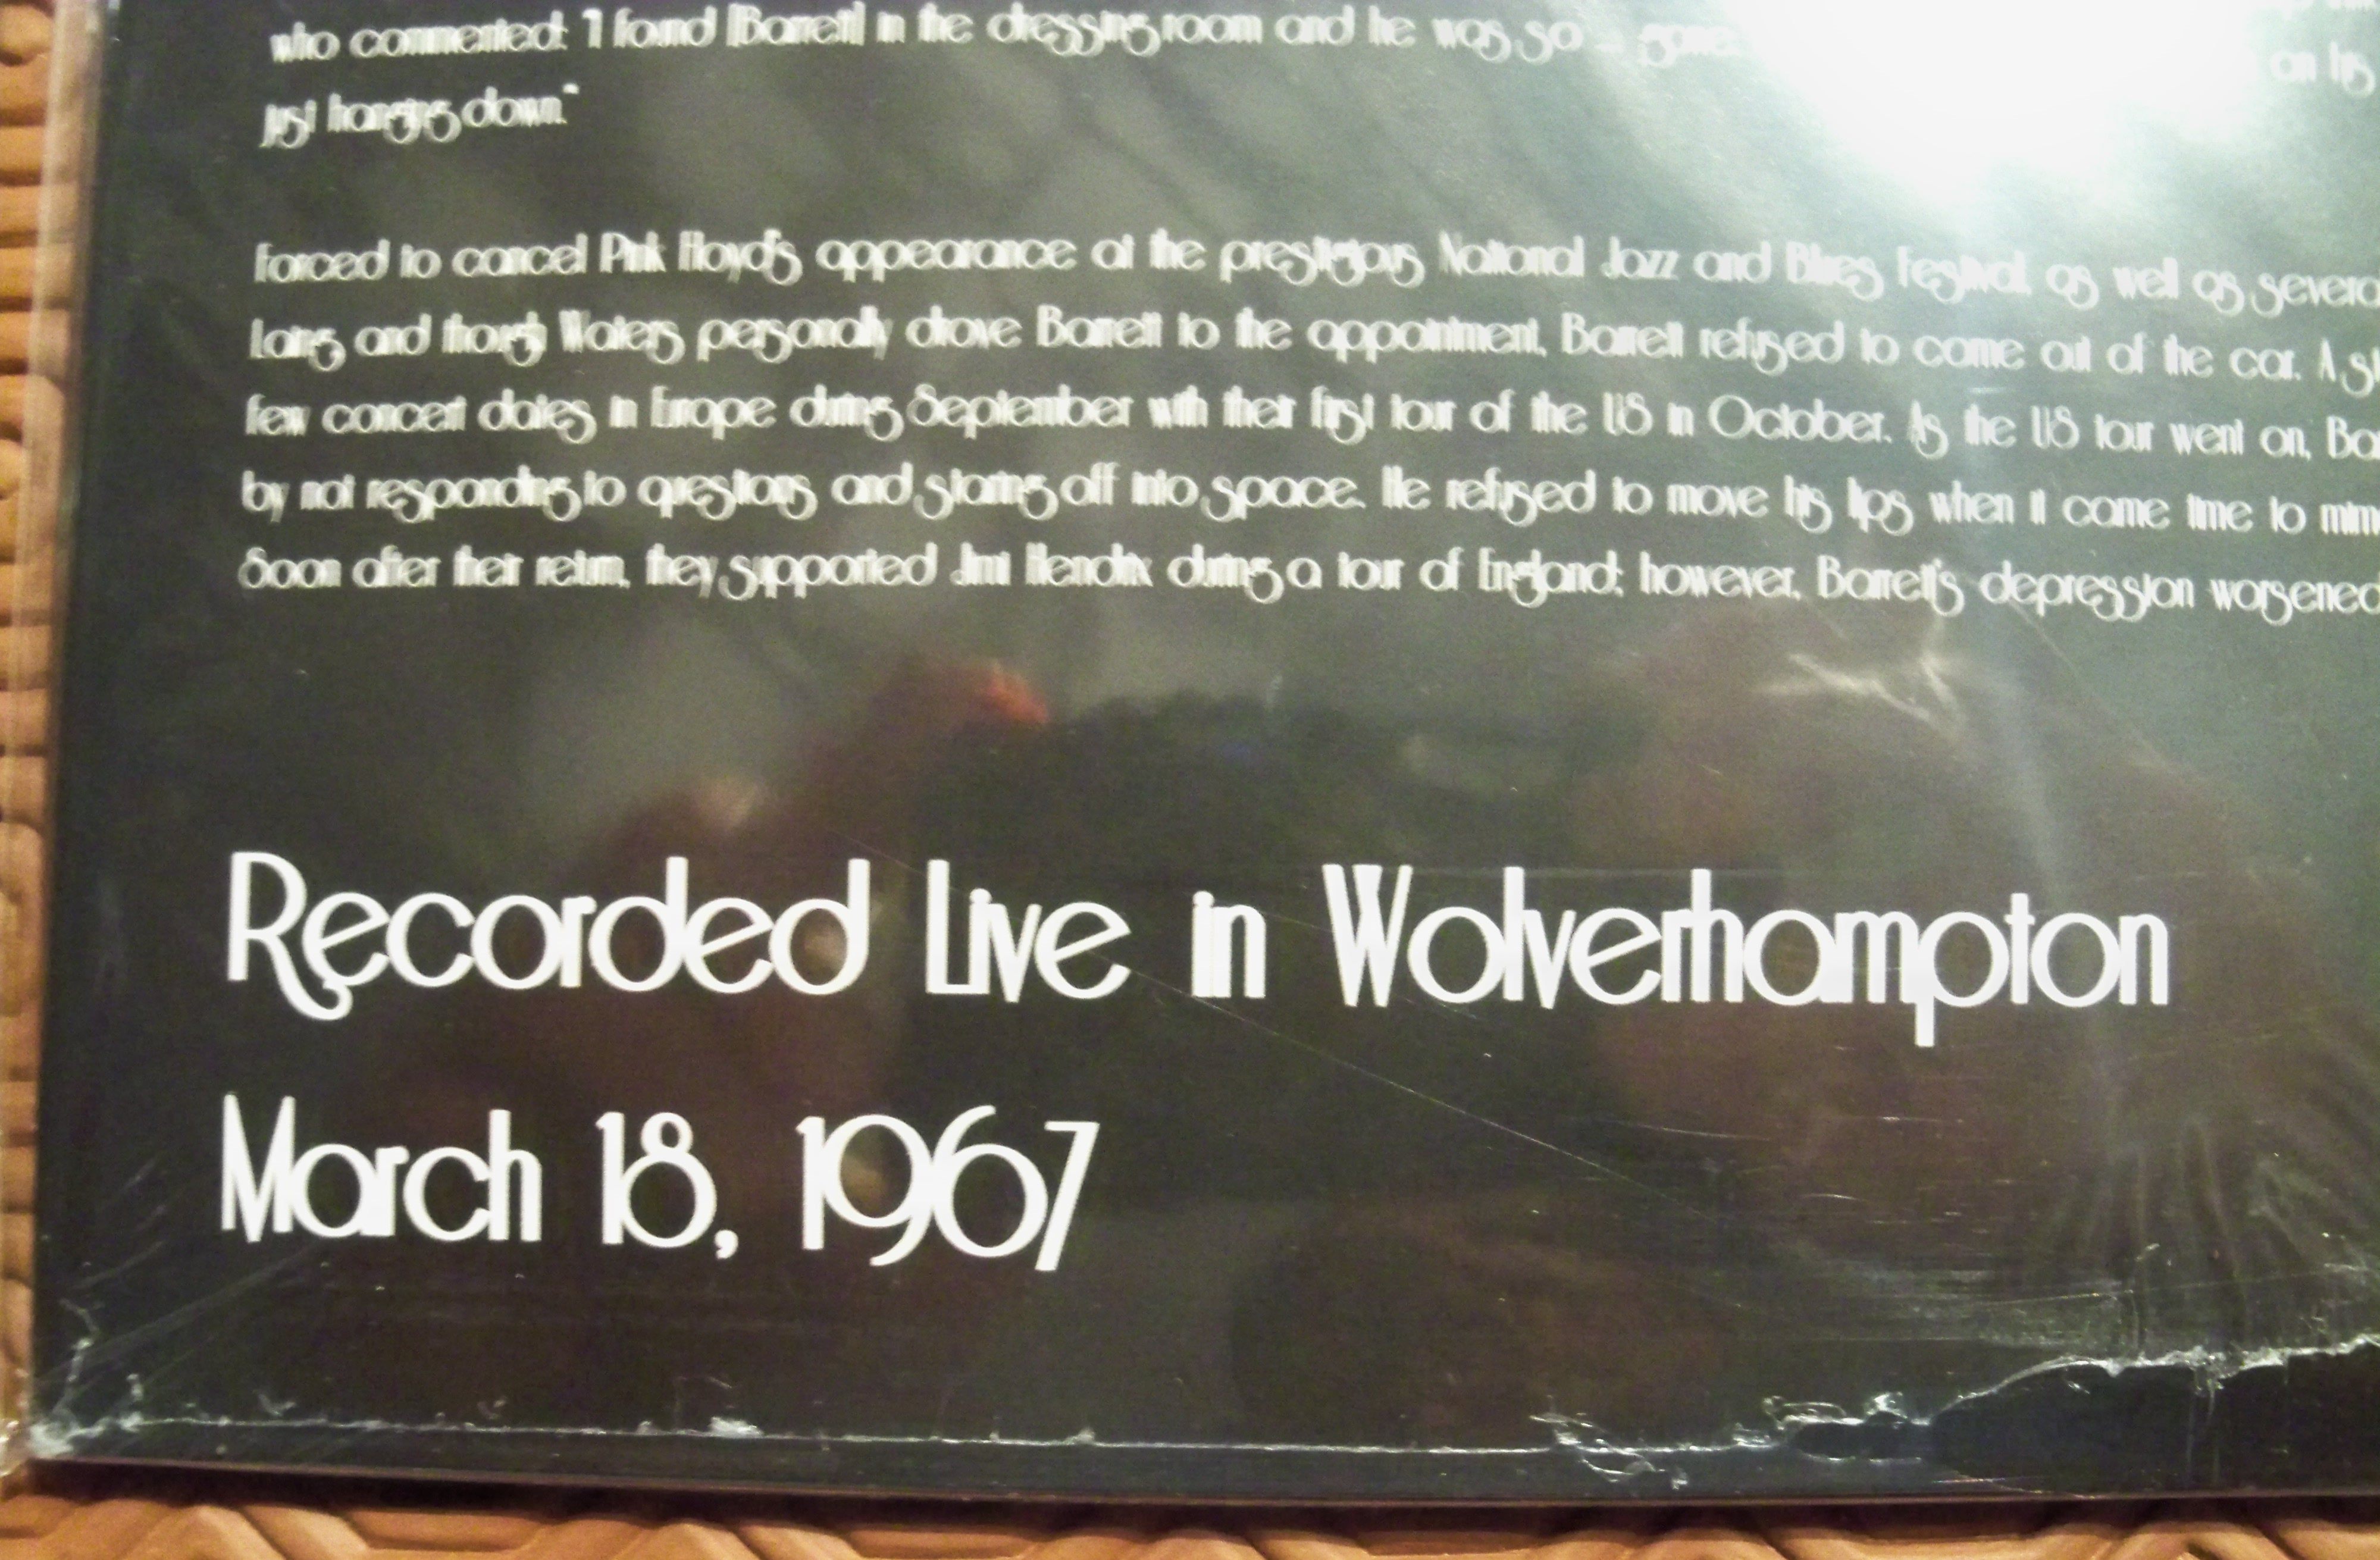 who commented: "I found [Barrett] in the dressing room and he was so ... gone.
on his
just hanging down."
Forced to cancel Pink Floyd's appearance at the prestigious National Jazz and Blues Festival, as well as
Laing, and though Waters personally drove Barrett to the appointment, Barrett refused to come out of the car. A
few concert dates in Europe during September with their first tour of the US in October. As the US tour went on,
by not responding to questions and staring off into space. He refused to move his lips when it came time to
Soon after their return, they supported Jimi Hendrix during a tour of England; however, Barrett's depression worsened
Recorded Live in Wolverhampton
March 18, 1967